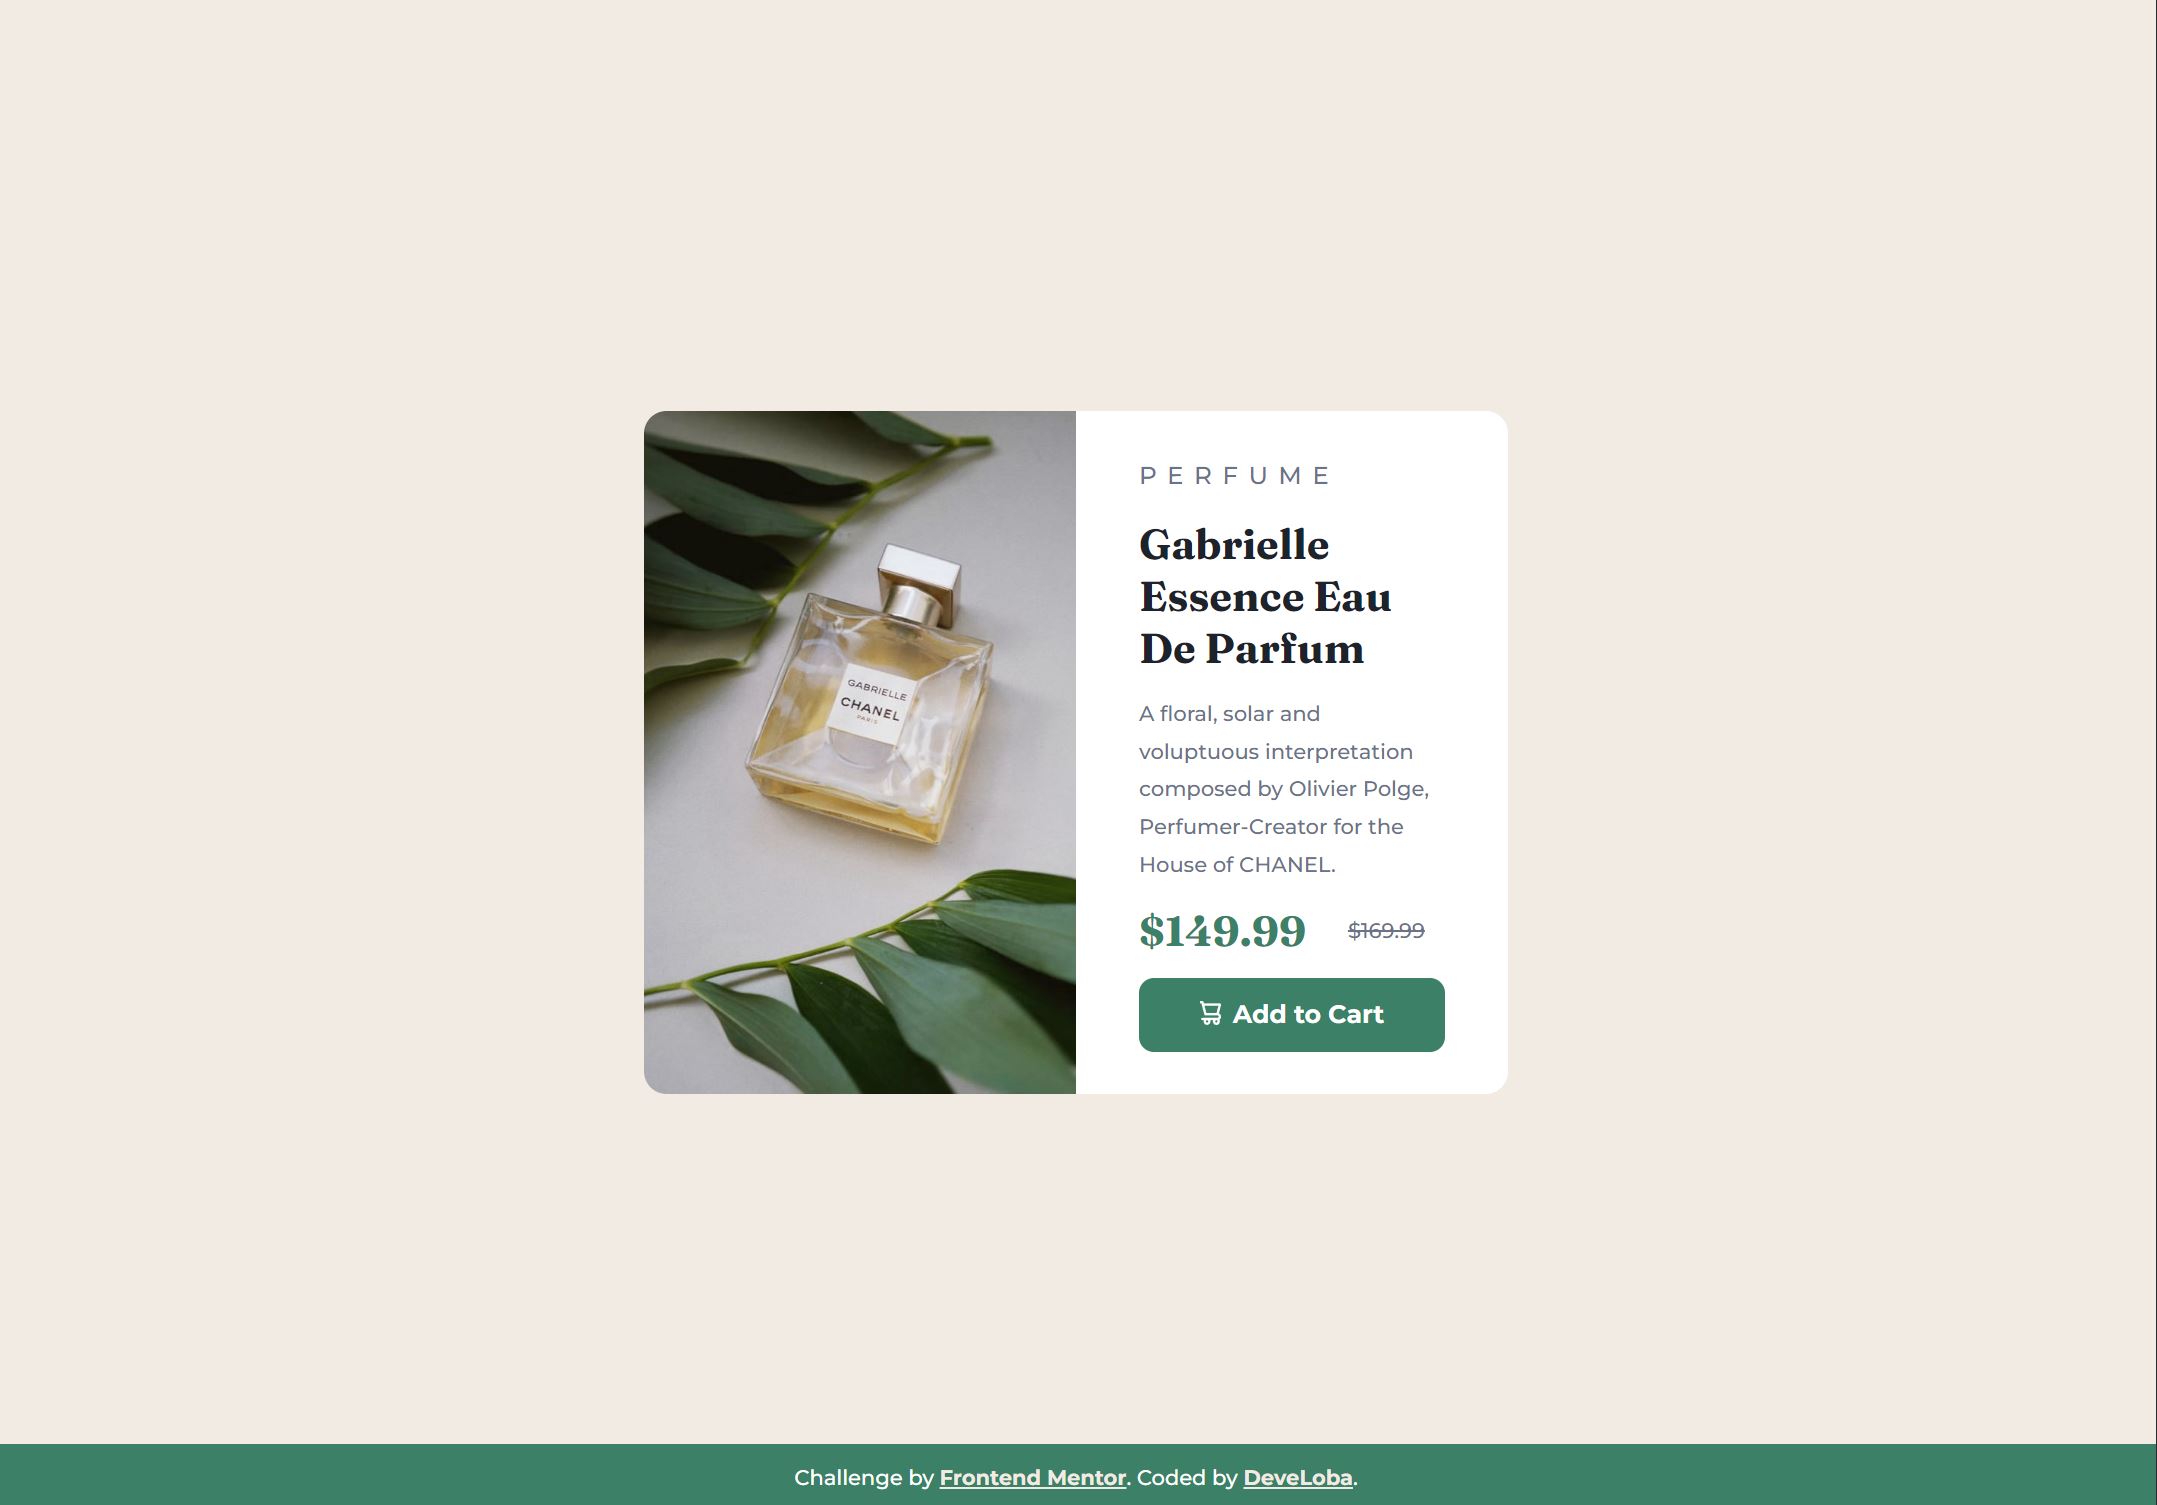 GABRIELLE
CHANEL
PARIS
PERFUME
Gabrielle
Essence Eau
De Parfum
A floral, solar and
voluptuous interpretation
composed by Olivier Polge,
Perfumer-Creator for the
House of CHANEL.
$149.99 $169.99
Add to Cart
Challenge by Frontend Mentor. Coded by DeveLoba.